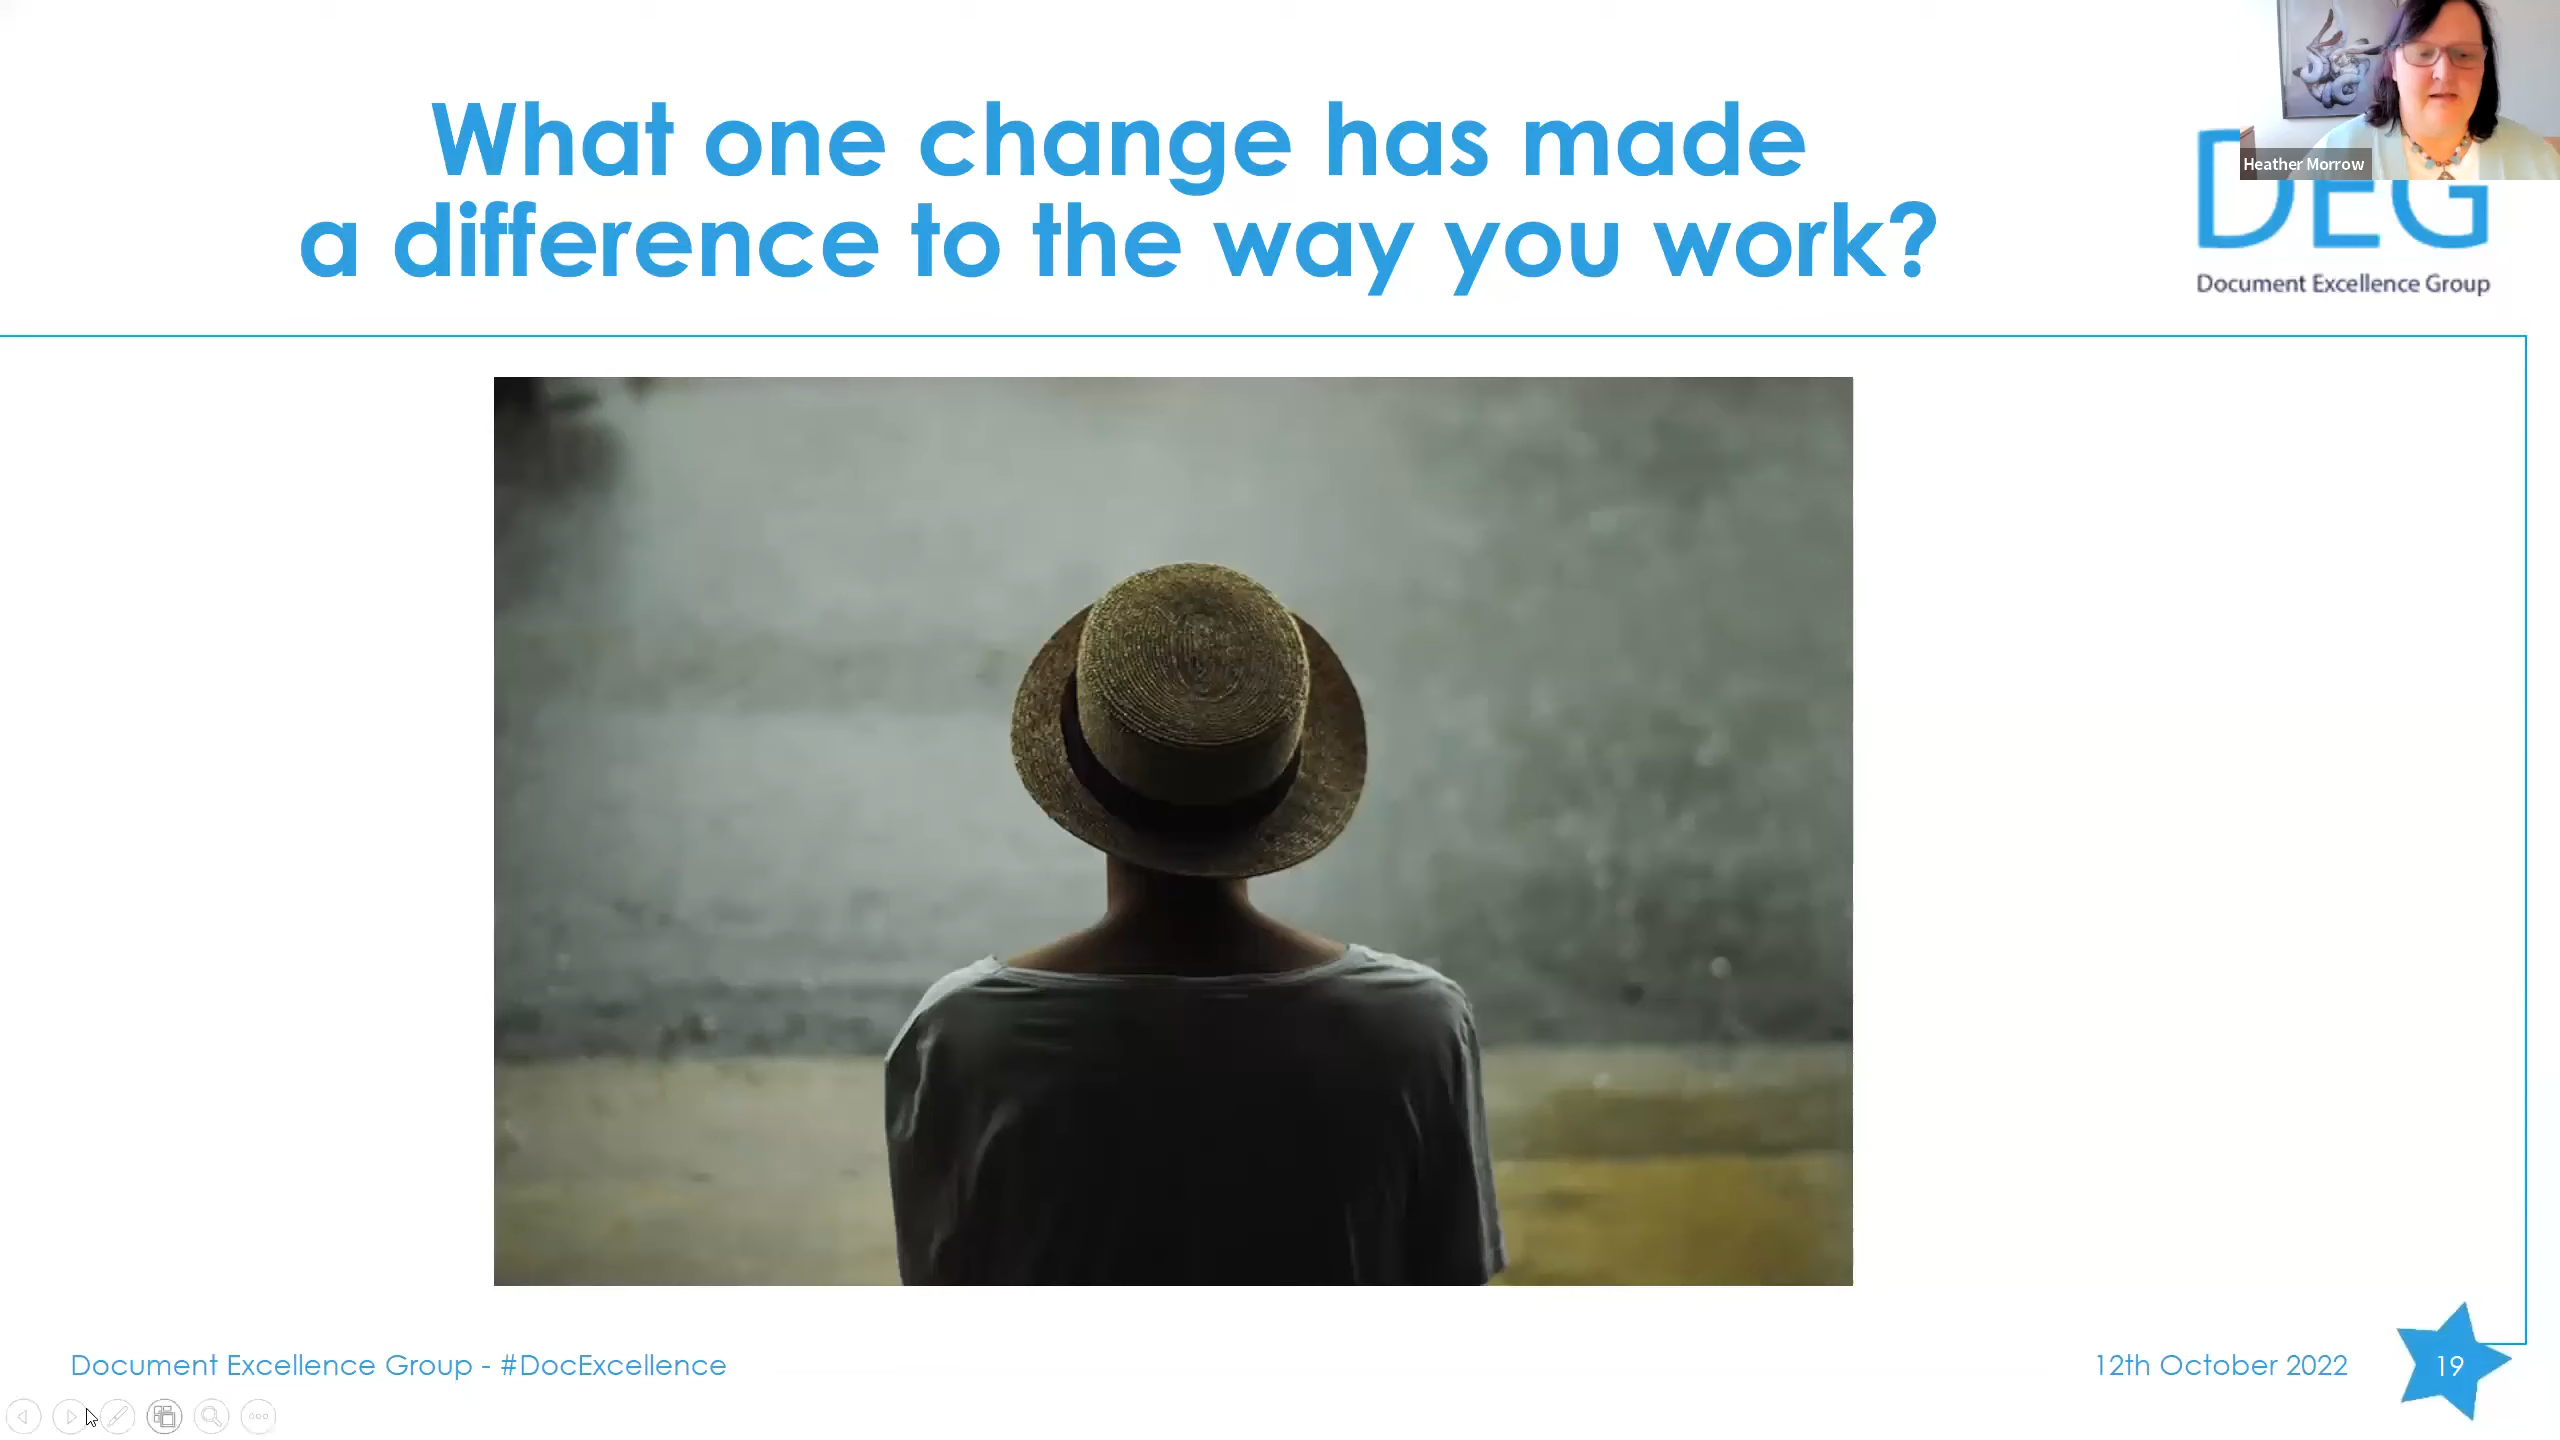 What one change has made
a difference to the way you work?
Heather Morrow
DEG
Document Excellence Group
Document Excellence Group - #DocExcellence
12th October 2022
19